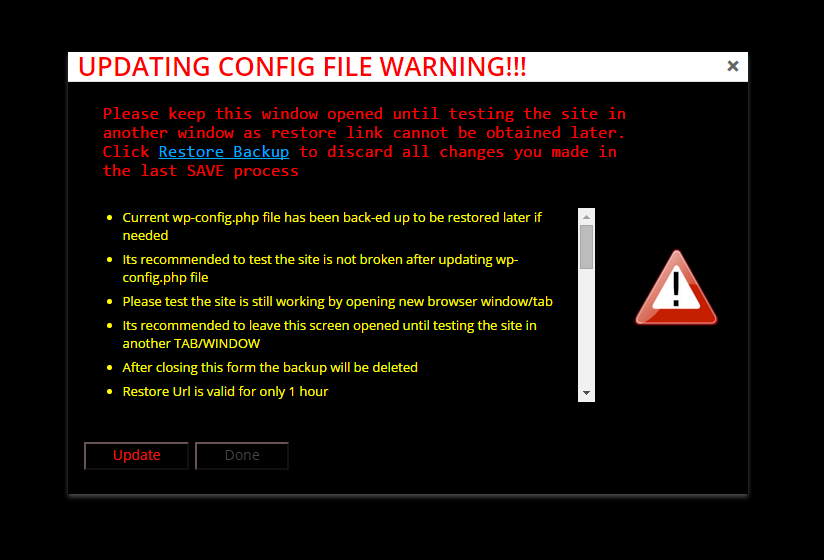 UPDATING CONFIG FILE WARNING!!!
Please keep this window opened until testing the site in
another window as restore link cannot be obtained later.
Click Restore Backup to discard all changes you made in
the last SAVE process
Current wp-config.php file has been back-ed up to be restored later if
needed
Its recommended to test the site is not broken after updating wp-
config.php file
Please test the site is still working by opening new browser window/tab
Its recommended to leave this screen opened until testing the site in
another TAB/WINDOW
After closing this form the backup will be deleted
Restore Url is valid for only 1 hour
Update
Done